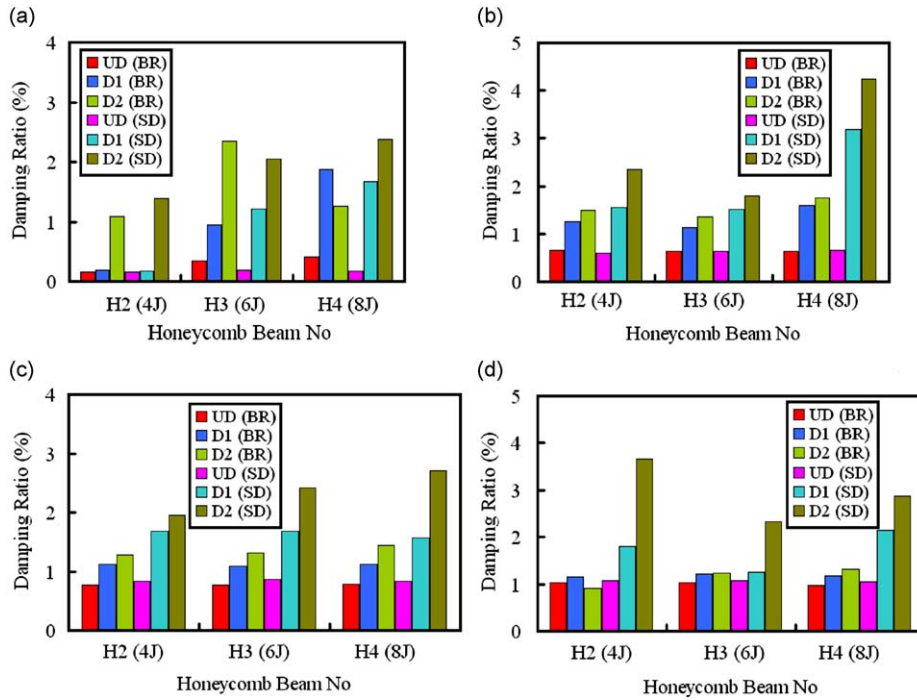 (a)
4
3
2
1
0
Damping Ratio (%)
UD (BR)
D1 (BR)
D2 (BR)
UD (SD)
D1 (SD)
D2 (SD)
H2 (4J) H3 (6J) H4 (8J)
Honeycomb Beam No
(b)
5
4
3
2
1
0
Damping Ratio (%)
UD (BR)
D1 (BR)
D2 (BR)
UD (SD)
D1 (SD)
D2 (SD)
H2 (4J) H3 (6J) H4 (8J)
Honeycomb Beam No
(c)
4
3
2
1
0
Damping Ratio (%)
UD (BR)
D1 (BR)
D2 (BR)
UD (SD)
D1 (SD)
D2 (SD)
H2 (4J) H3 (6J) H4 (8J)
Honeycomb Beam No
(d)
5
4
3
2
1
0
Damping Ratio (%)
UD (BR)
D1 (BR)
D2 (BR)
UD (SD)
D1 (SD)
D2 (SD)
H2 (4J) H3 (6J) H4 (8J)
Honeycomb Beam No